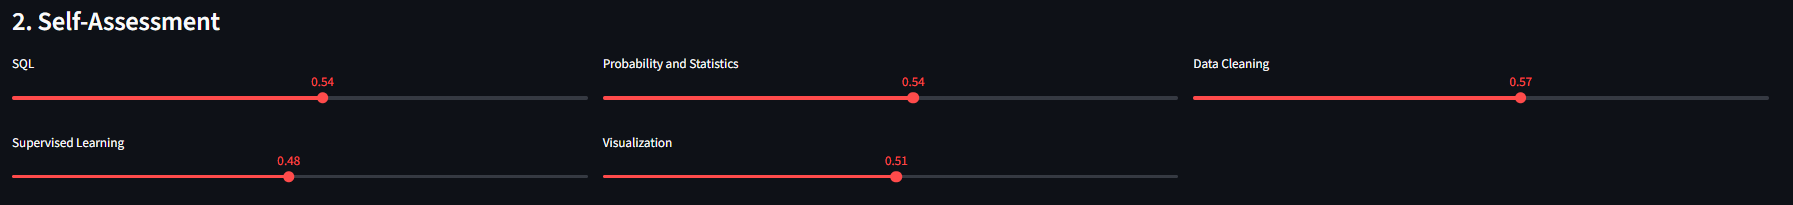 2. Self-Assessment
SQL
0.54
Probability and Statistics
0.54
Data Cleaning
0.57
Supervised Learning
0.48
Visualization
0.51